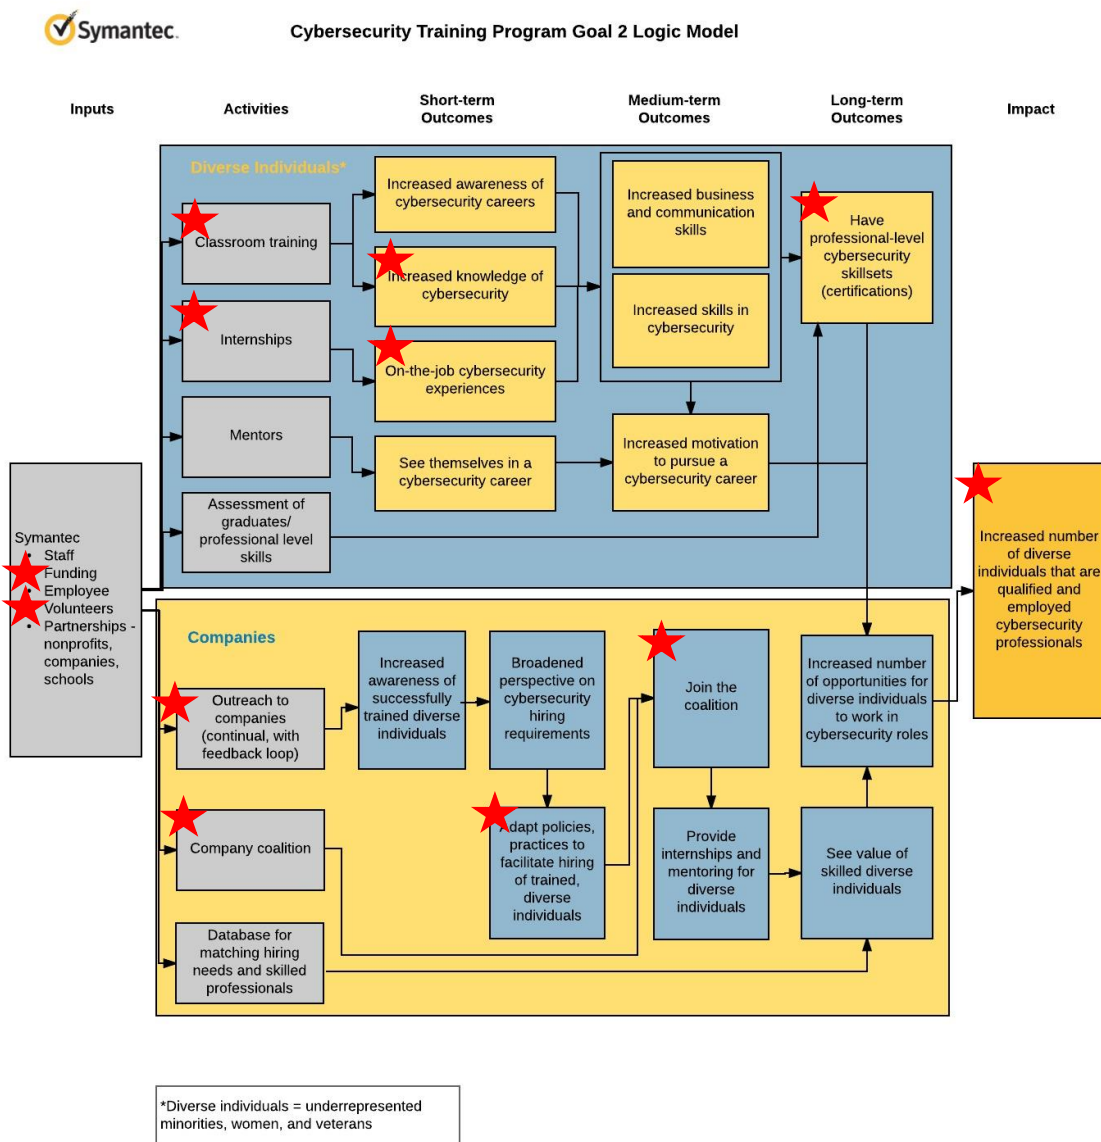 Symantec.
Cybersecurity Training Program Goal 2 Logic Model
Inputs
Activities
Short-term
Outcomes
Medium-term
Outcomes
Long-term
Outcomes
Impact
Diverse Individuals*
Classroom training
Internships
Mentors
Assessment of
graduates/
professional level
skills
Increased awareness of
cybersecurity careers
Increased knowledge of
cybersecurity
On-the-job cybersecurity
experiences
See themselves in a
cybersecurity career
Increased business
and communication
skills
Increased skills in
cybersecurity
Increased motivation
to pursue a
cybersecurity career
Have
professional-level
cybersecurity
skillsets
(certifications)
Symantec
• Staff
Funding
• Employee
Volunteers
• Partnerships -
nonprofits,
companies,
schools
Companies
Outreach to
companies
(continual, with
feedback loop)
Company coalition
Database for
matching hiring
needs and skilled
professionals
Increased
awareness of
successfully
trained diverse
individuals
Broadened
perspective on
cybersecurity
hiring
requirements
Adapt policies,
practices to
facilitate hiring
of trained,
diverse
individuals
Join the
coalition
Provide
internships and
mentoring for
diverse
individuals
Increased number
of opportunities for
diverse individuals
to work in
cybersecurity roles
See value of
skilled diverse
individuals
Increased number
of diverse
individuals that are
qualified and
employed
cybersecurity
professionals
*Diverse individuals = underrepresented
minorities, women, and veterans